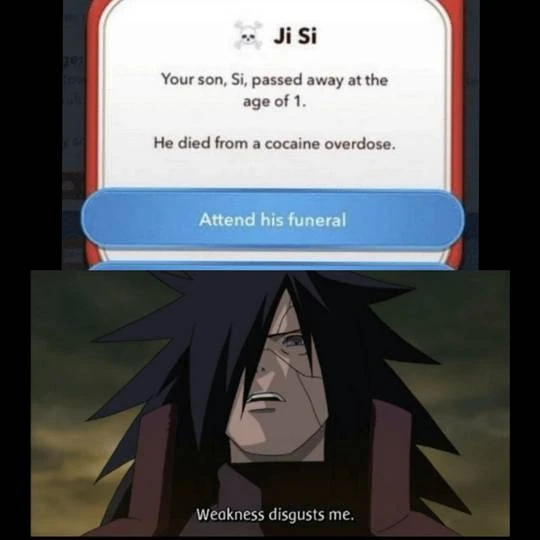 Ji Si
Your son, Si, passed away at the
age of 1.
He died from a cocaine overdose.
Attend his funeral
Weakness disgusts me.